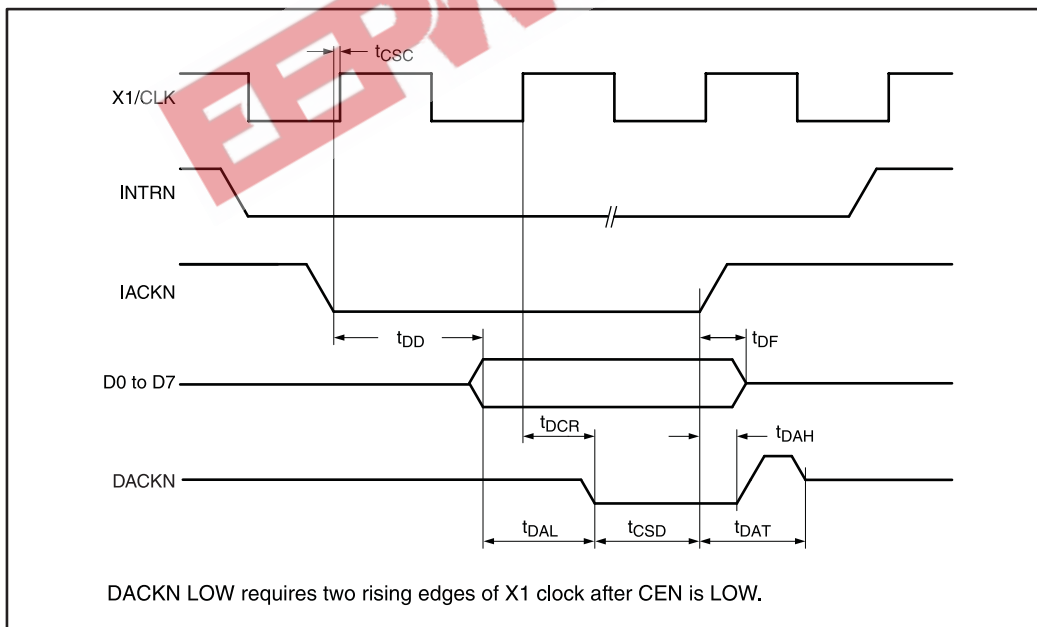 EEPW
tCSC
X1/CLK
INTRN
IACKN
tDD
tDF
D0 to D7
tDCR
tDAH
DACKN
tDAL
tCSD
tDAT
DACKN LOW requires two rising edges of X1 clock after CEN is LOW.